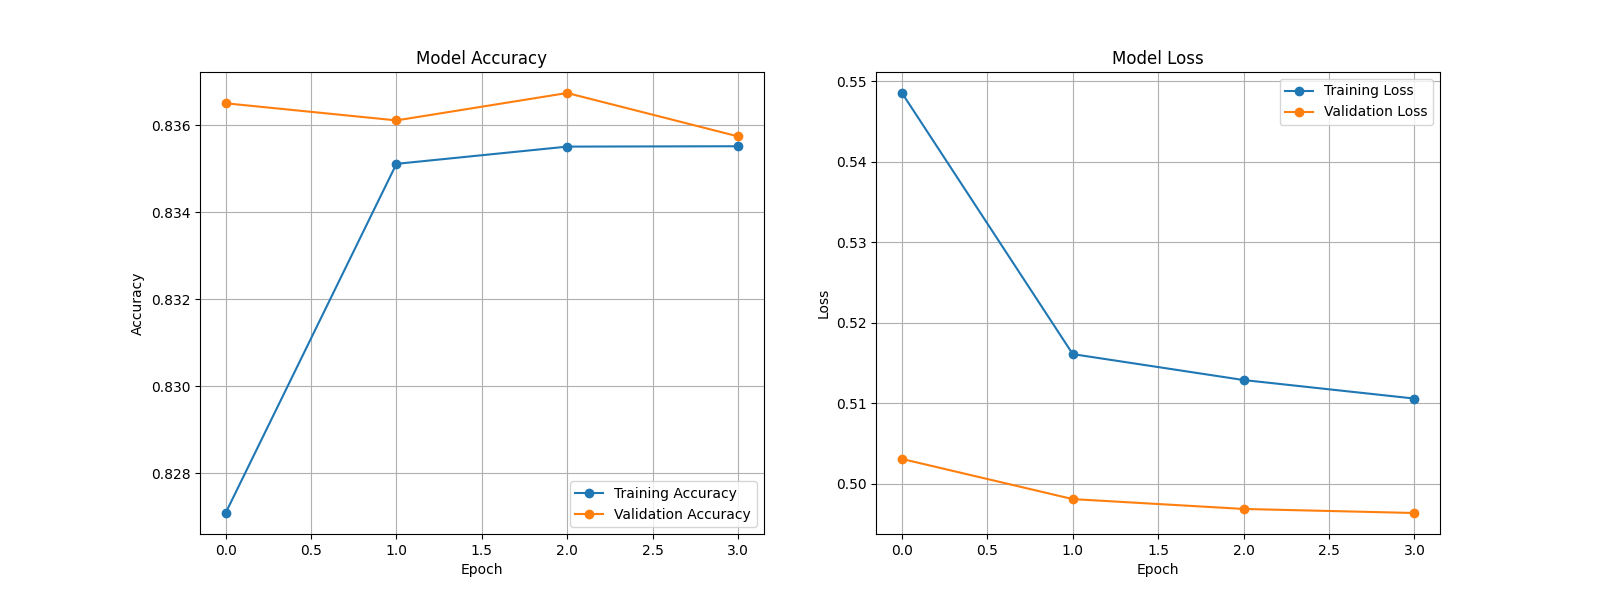 Model Accuracy
Accuracy
0.836
0.834
0.832
0.830
0.828
Training Accuracy
Validation Accuracy
0.0 0.5 1.0 1.5 2.0 2.5 3.0
Epoch
Model Loss
Loss
0.55
0.54
0.53
0.52
0.51
0.50
Training Loss
Validation Loss
0.0 0.5 1.0 1.5 2.0 2.5 3.0
Epoch